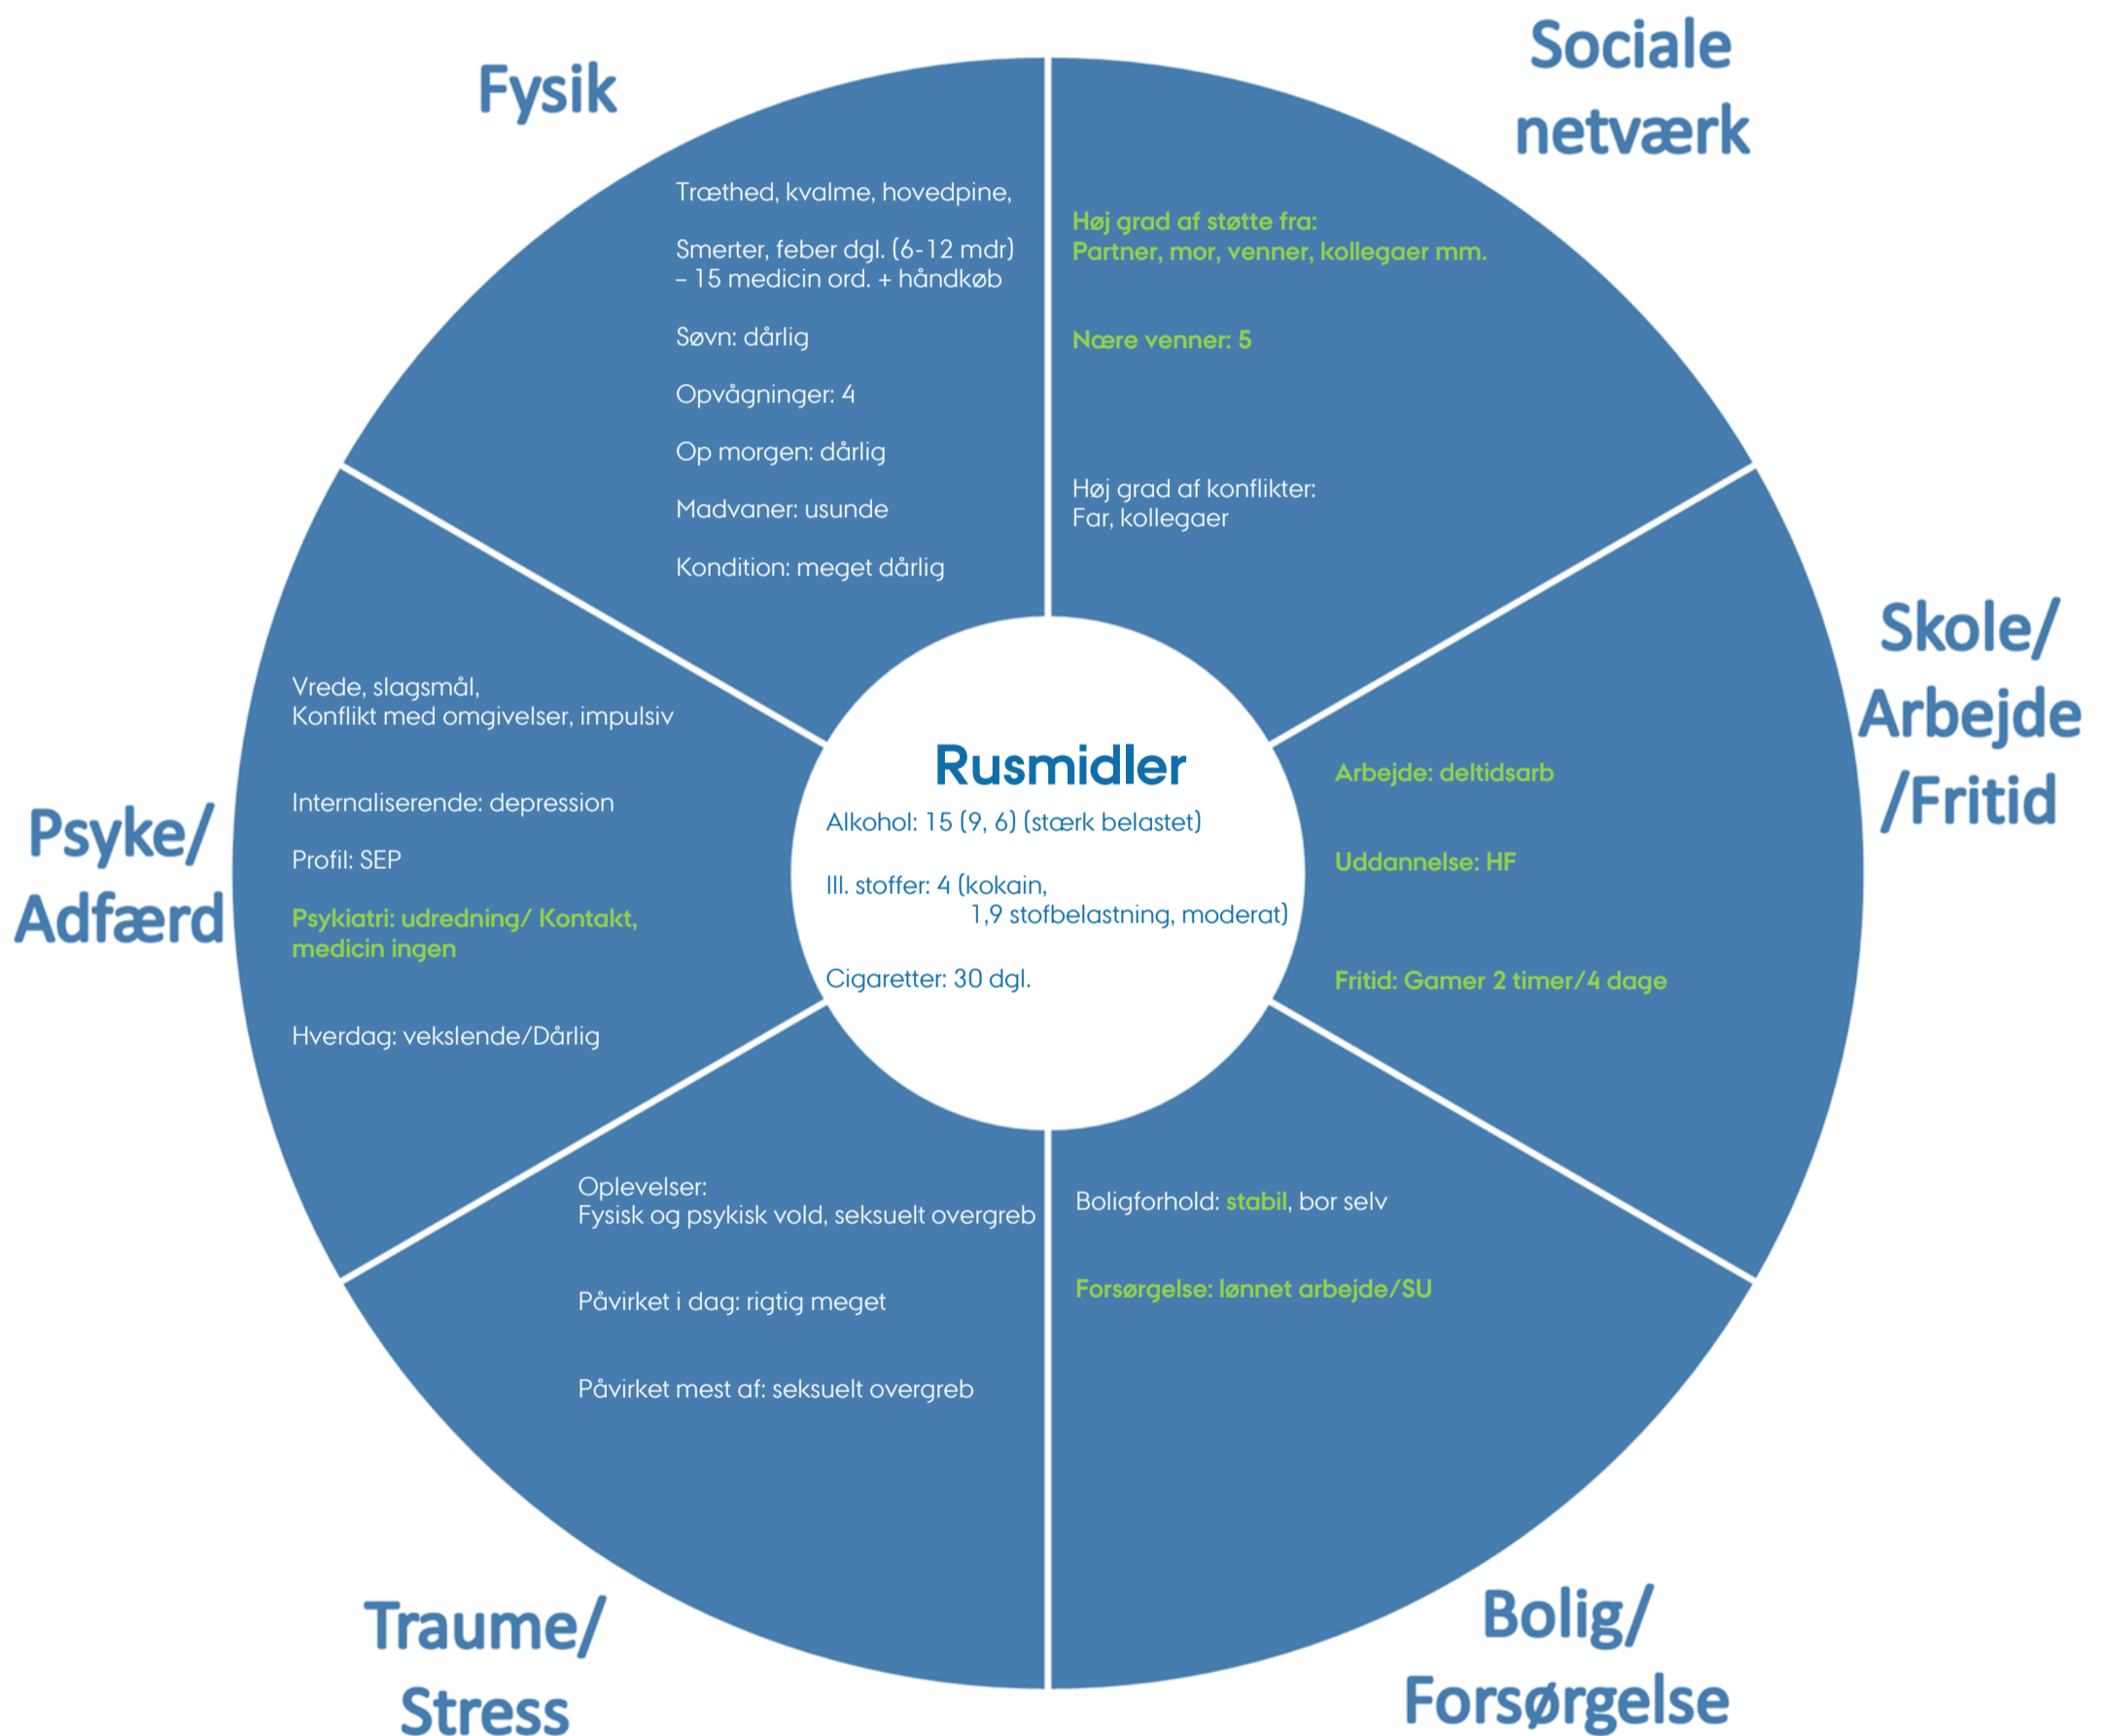 Fysik
Træthed, kvalme, hovedpine,
Smerter, feber dgl. (6-12 mdr)
– 15 medicin ord. + håndkøb
Søvn: dårlig
Opvågninger: 4
Op morgen: dårlig
Madvaner: usunde
Kondition: meget dårlig
Sociale
netværk
Høj grad af støtte fra:
Partner, mor, venner, kollegaer mm.
Nære venner: 5
Høj grad af konflikter:
Far, kollegaer
Skole/
Arbejde
/Fritid
Arbejde: deltidsarb
Uddannelse: HF
Fritid: Gamer 2 timer/4 dage
Bolig/
Forsørgelse
Boligforhold: stabil, bor selv
Forsørgelse: lønnet arbejde/SU
Traume/
Stress
Oplevelser:
Fysisk og psykisk vold, seksuelt overgreb
Påvirket i dag: rigtig meget
Påvirket mest af: seksuelt overgreb
Psyke/
Adfærd
Vrede, slagsmål,
Konflikt med omgivelser, impulsiv
Internaliserende: depression
Profil: SEP
Psykiatri: udredning/ Kontakt,
medicin ingen
Hverdag: vekslende/Dårlig
Rusmidler
Alkohol: 15 (9, 6) (stærk belastet)
Ill. stoffer: 4 (kokain,
1,9 stofbelastning, moderat)
Cigaretter: 30 dgl.